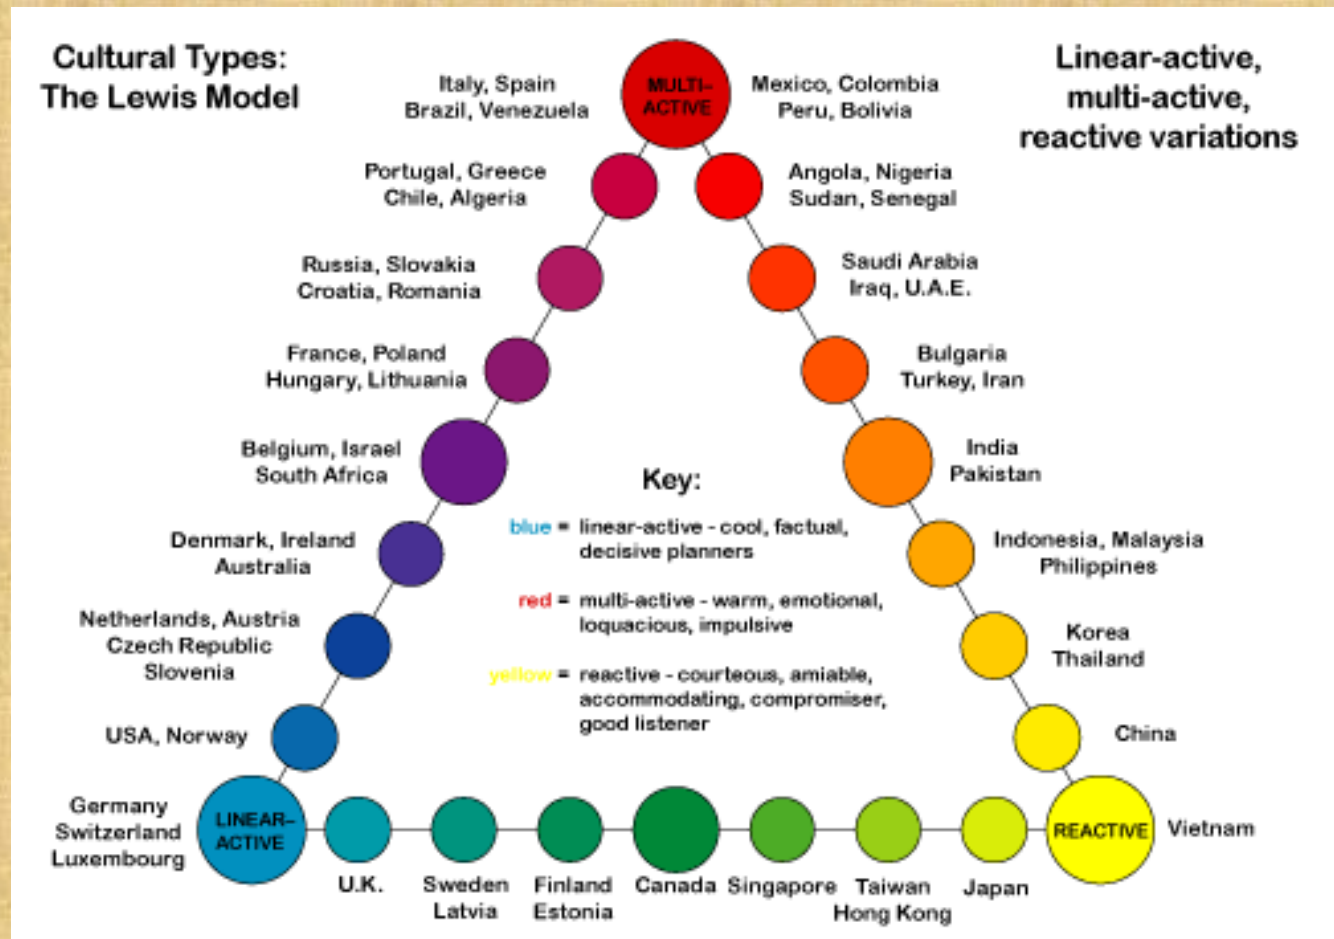 Cultural Types:
The Lewis Model
Linear-active,
multi-active,
reactive variations
MULTI-
ACTIVE
Italy, Spain
Brazil, Venezuela
Mexico, Colombia
Peru, Bolivia
Portugal, Greece
Chile, Algeria
Angola, Nigeria
Sudan, Senegal
Russia, Slovakia
Croatia, Romania
Saudi Arabia
Iraq, U.A.E.
France, Poland
Hungary, Lithuania
Bulgaria
Turkey, Iran
Belgium, Israel
South Africa
India
Pakistan
Denmark, Ireland
Australia
Indonesia, Malaysia
Philippines
Netherlands, Austria
Czech Republic
Slovenia
Korea
Thailand
USA, Norway
China
Key:
blue = linear-active - cool, factual,
decisive planners
red = multi-active - warm, emotional,
loquacious, impulsive
yellow = reactive - courteous, amiable,
accommodating, compromiser,
good listener
Germany
Switzerland
Luxembourg
LINEAR-
ACTIVE
REACTIVE
Vietnam
U.K.
Sweden
Latvia
Finland
Estonia
Canada
Singapore
Taiwan
Hong Kong
Japan